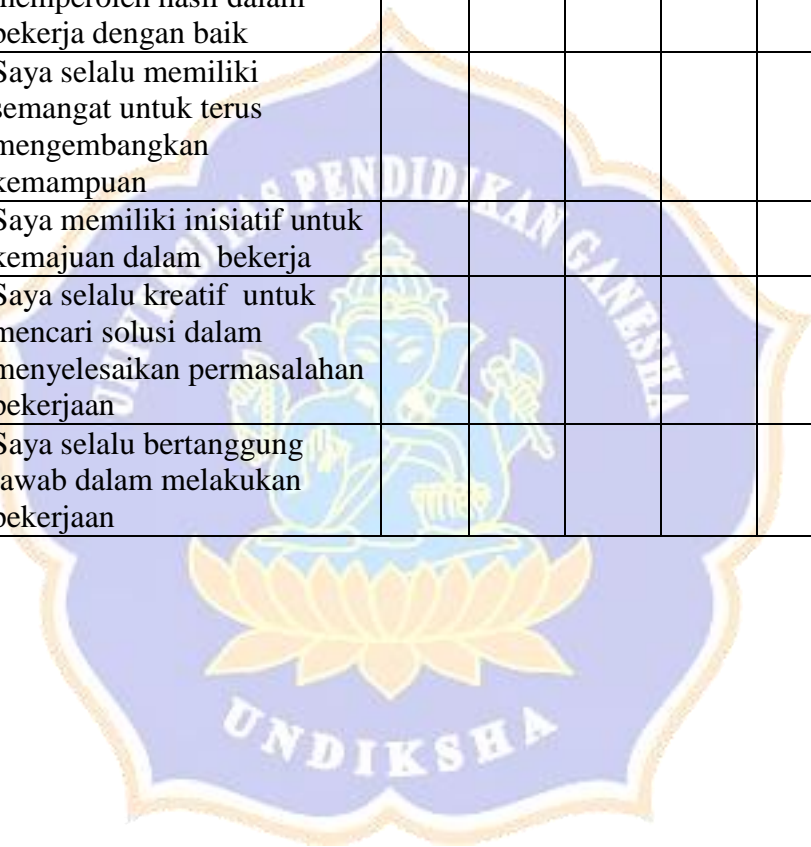 memperoleh hasil dalam
bekerja dengan baik
Saya selalu memiliki
semangat untuk terus
mengembangkan
kemampuan
Saya memiliki inisiatif untuk
kemajuan dalam bekerja
Saya selalu kreatif untuk
mencari solusi dalam
menyelesaikan permasalahan
pekerjaan
Saya selalu bertanggung
jawab dalam melakukan
pekerjaan
UNIVERSITAS PENDIDIKAN GANESHA
UNDIKSHA